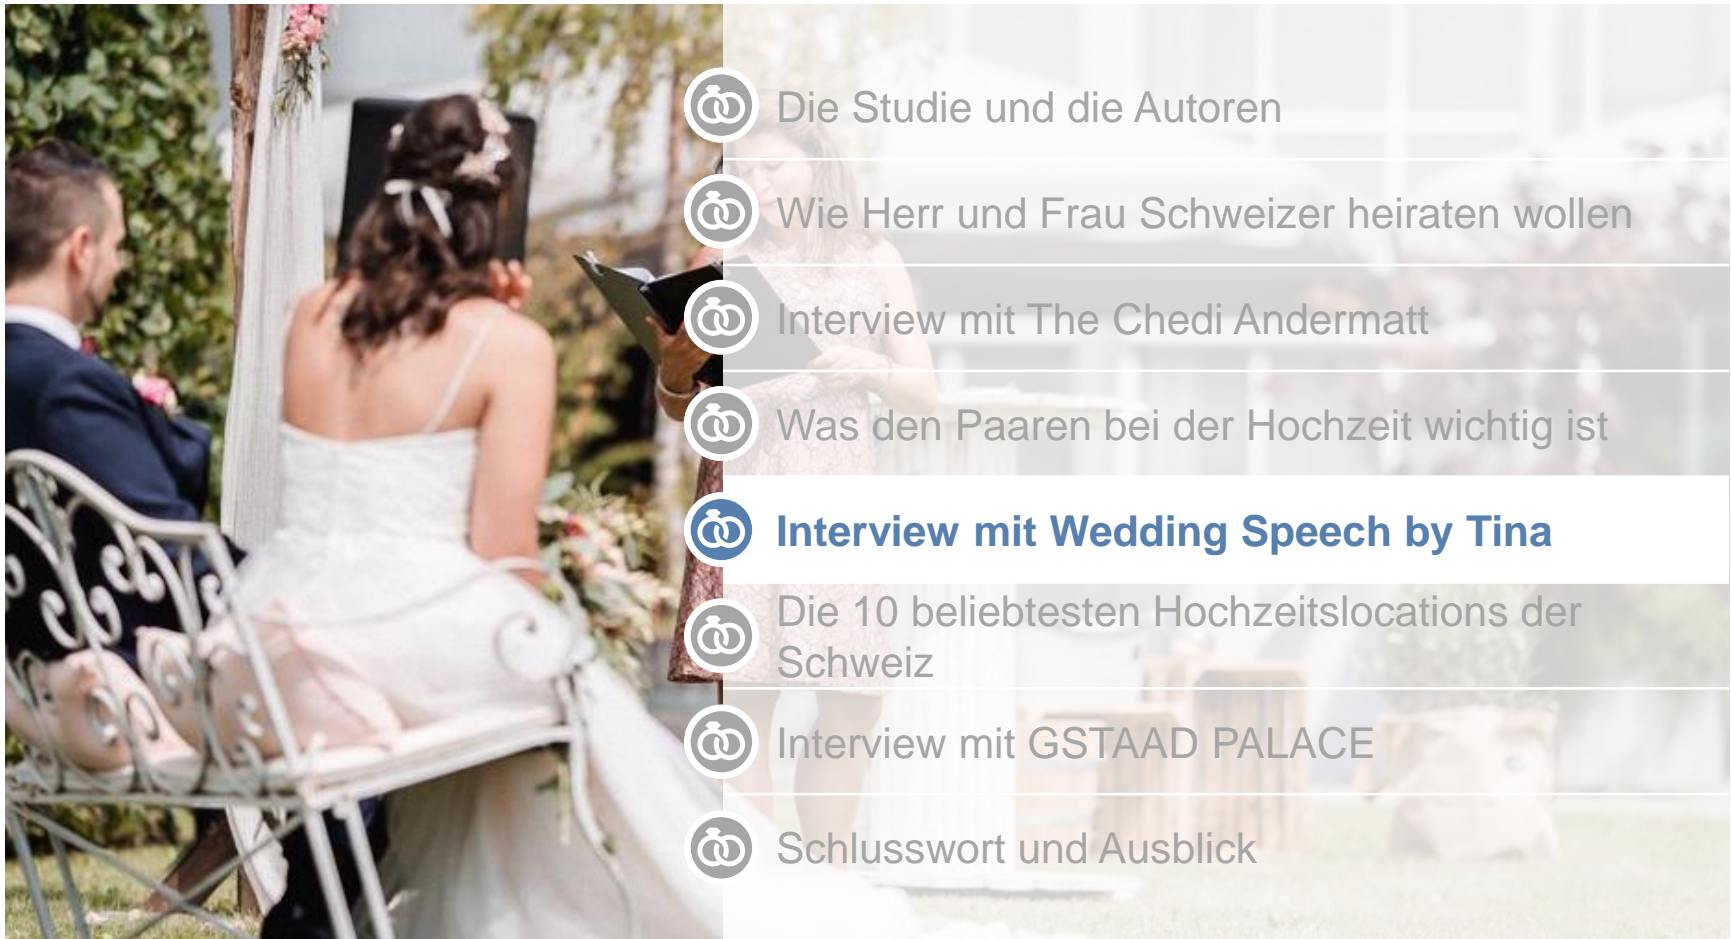 Die Studie und die Autoren
Wie Herr und Frau Schweizer heiraten wollen
Interview mit The Chedi Andermatt
Was den Paaren bei der Hochzeit wichtig ist
Interview mit Wedding Speech by Tina
Die 10 beliebtesten Hochzeitslocations der
Schweiz
Interview mit GSTAAD PALACE
Schlusswort und Ausblick